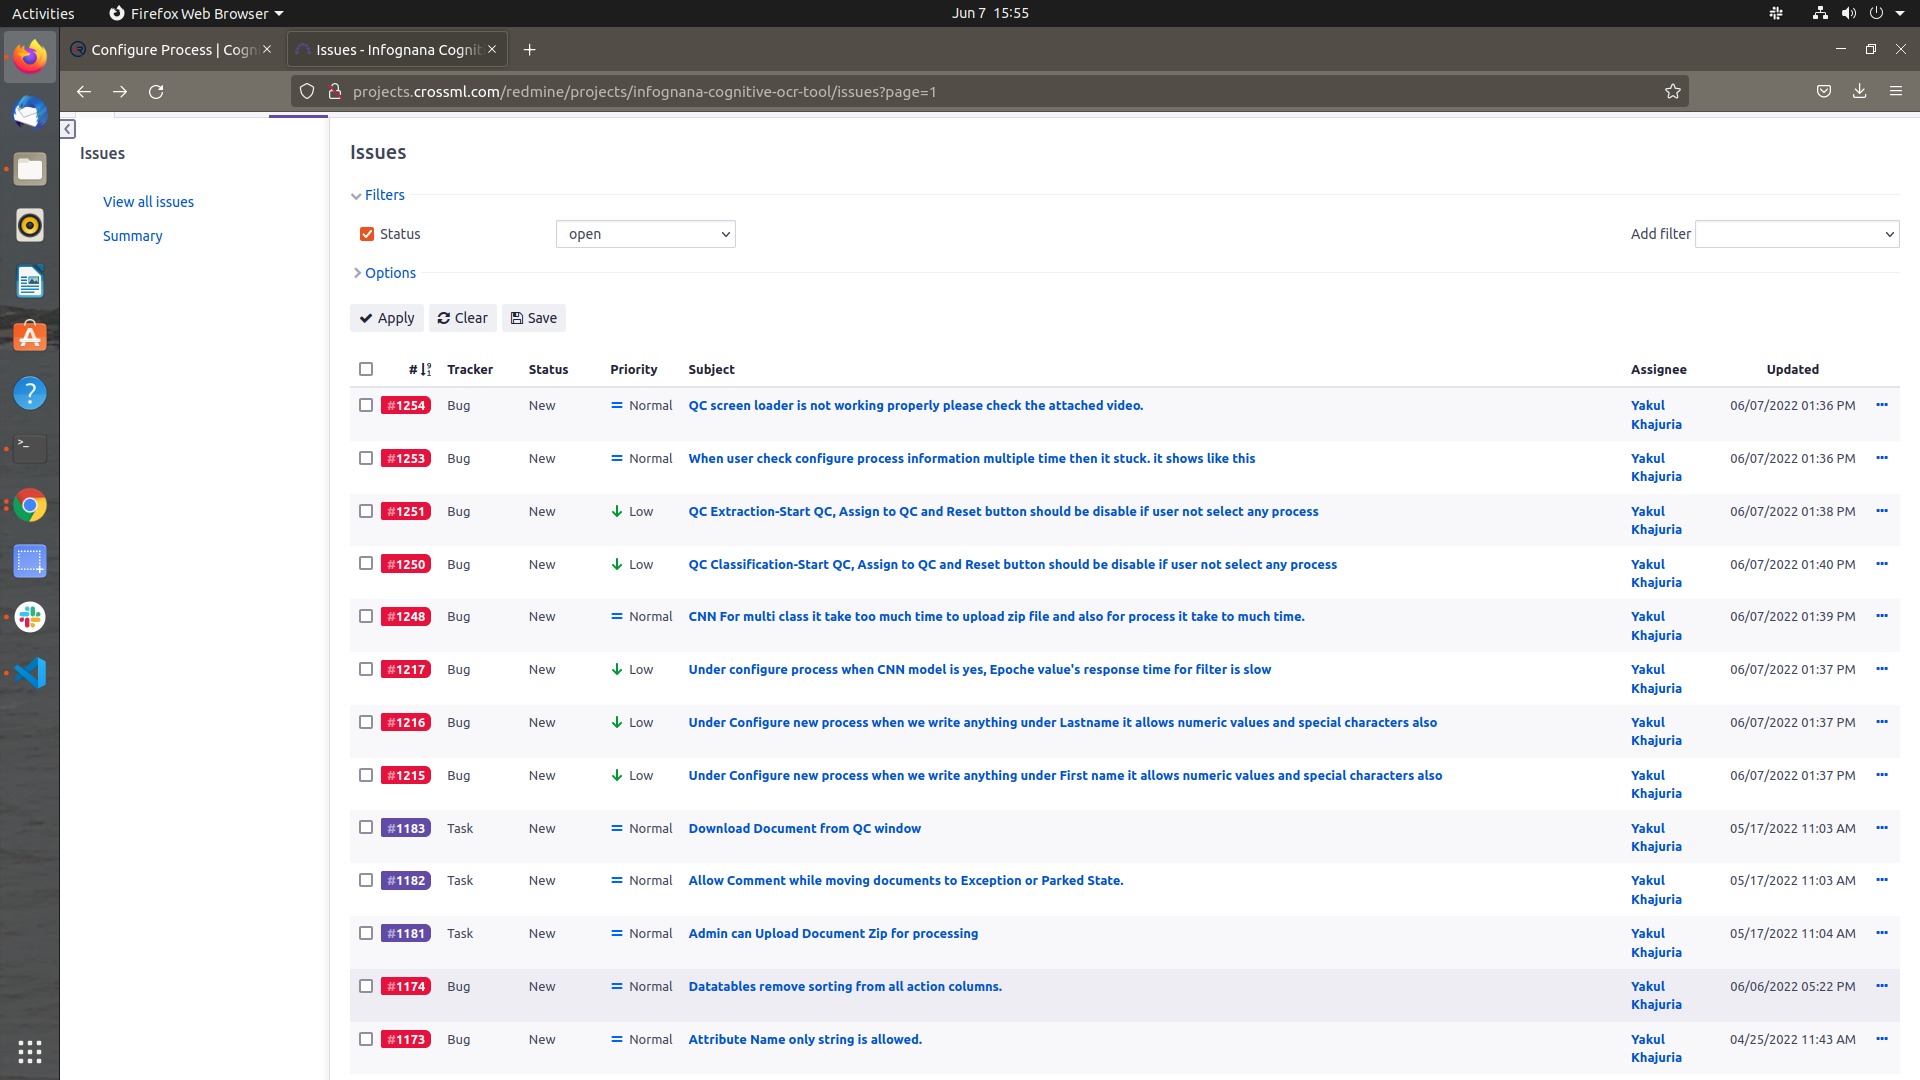 Activities Firefox Web Browser Jun 7 15:55
Configure Process | Cogn Issues - Infognana Cognit
projects.crossml.com/redmine/projects/infognana-cognitive-ocr-tool/issues?page=1
Issues
View all issues
Summary
Issues
Filters
Status open Add filter
Options
Apply Clear Save
# Tracker Status Priority Subject Assignee Updated
#1254 Bug New Normal QC screen loader is not working properly please check the attached video. Yakul 06/07/2022 01:36 PM
Khajuria
#1253 Bug New Normal When user check configure process information multiple time then it stuck. it shows like this Yakul 06/07/2022 01:36 PM
Khajuria
#1251 Bug New Low QC Extraction-Start QC, Assign to QC and Reset button should be disable if user not select any process Yakul 06/07/2022 01:38 PM
Khajuria
#1250 Bug New Low QC Classification-Start QC, Assign to QC and Reset button should be disable if user not select any process Yakul 06/07/2022 01:40 PM
Khajuria
#1248 Bug New Normal CNN For multi class it take too much time to upload zip file and also for process it take to much time. Yakul 06/07/2022 01:39 PM
Khajuria
#1217 Bug New Low Under configure process when CNN model is yes, Epoche value's response time for filter is slow Yakul 06/07/2022 01:37 PM
Khajuria
#1216 Bug New Low Under Configure new process when we write anything under Lastname it allows numeric values and special characters also Yakul 06/07/2022 01:37 PM
Khajuria
#1215 Bug New Low Under Configure new process when we write anything under First name it allows numeric values and special characters also Yakul 06/07/2022 01:37 PM
Khajuria
#1183 Task New Normal Download Document from QC window Yakul 05/17/2022 11:03 AM
Khajuria
#1182 Task New Normal Allow Comment while moving documents to Exception or Parked State. Yakul 05/17/2022 11:03 AM
Khajuria
#1181 Task New Normal Admin can Upload Document Zip for processing Yakul 05/17/2022 11:04 AM
Khajuria
#1174 Bug New Normal Datatables remove sorting from all action columns. Yakul 06/06/2022 05:22 PM
Khajuria
#1173 Bug New Normal Attribute Name only string is allowed. Yakul 04/25/2022 11:43 AM
Khajuria